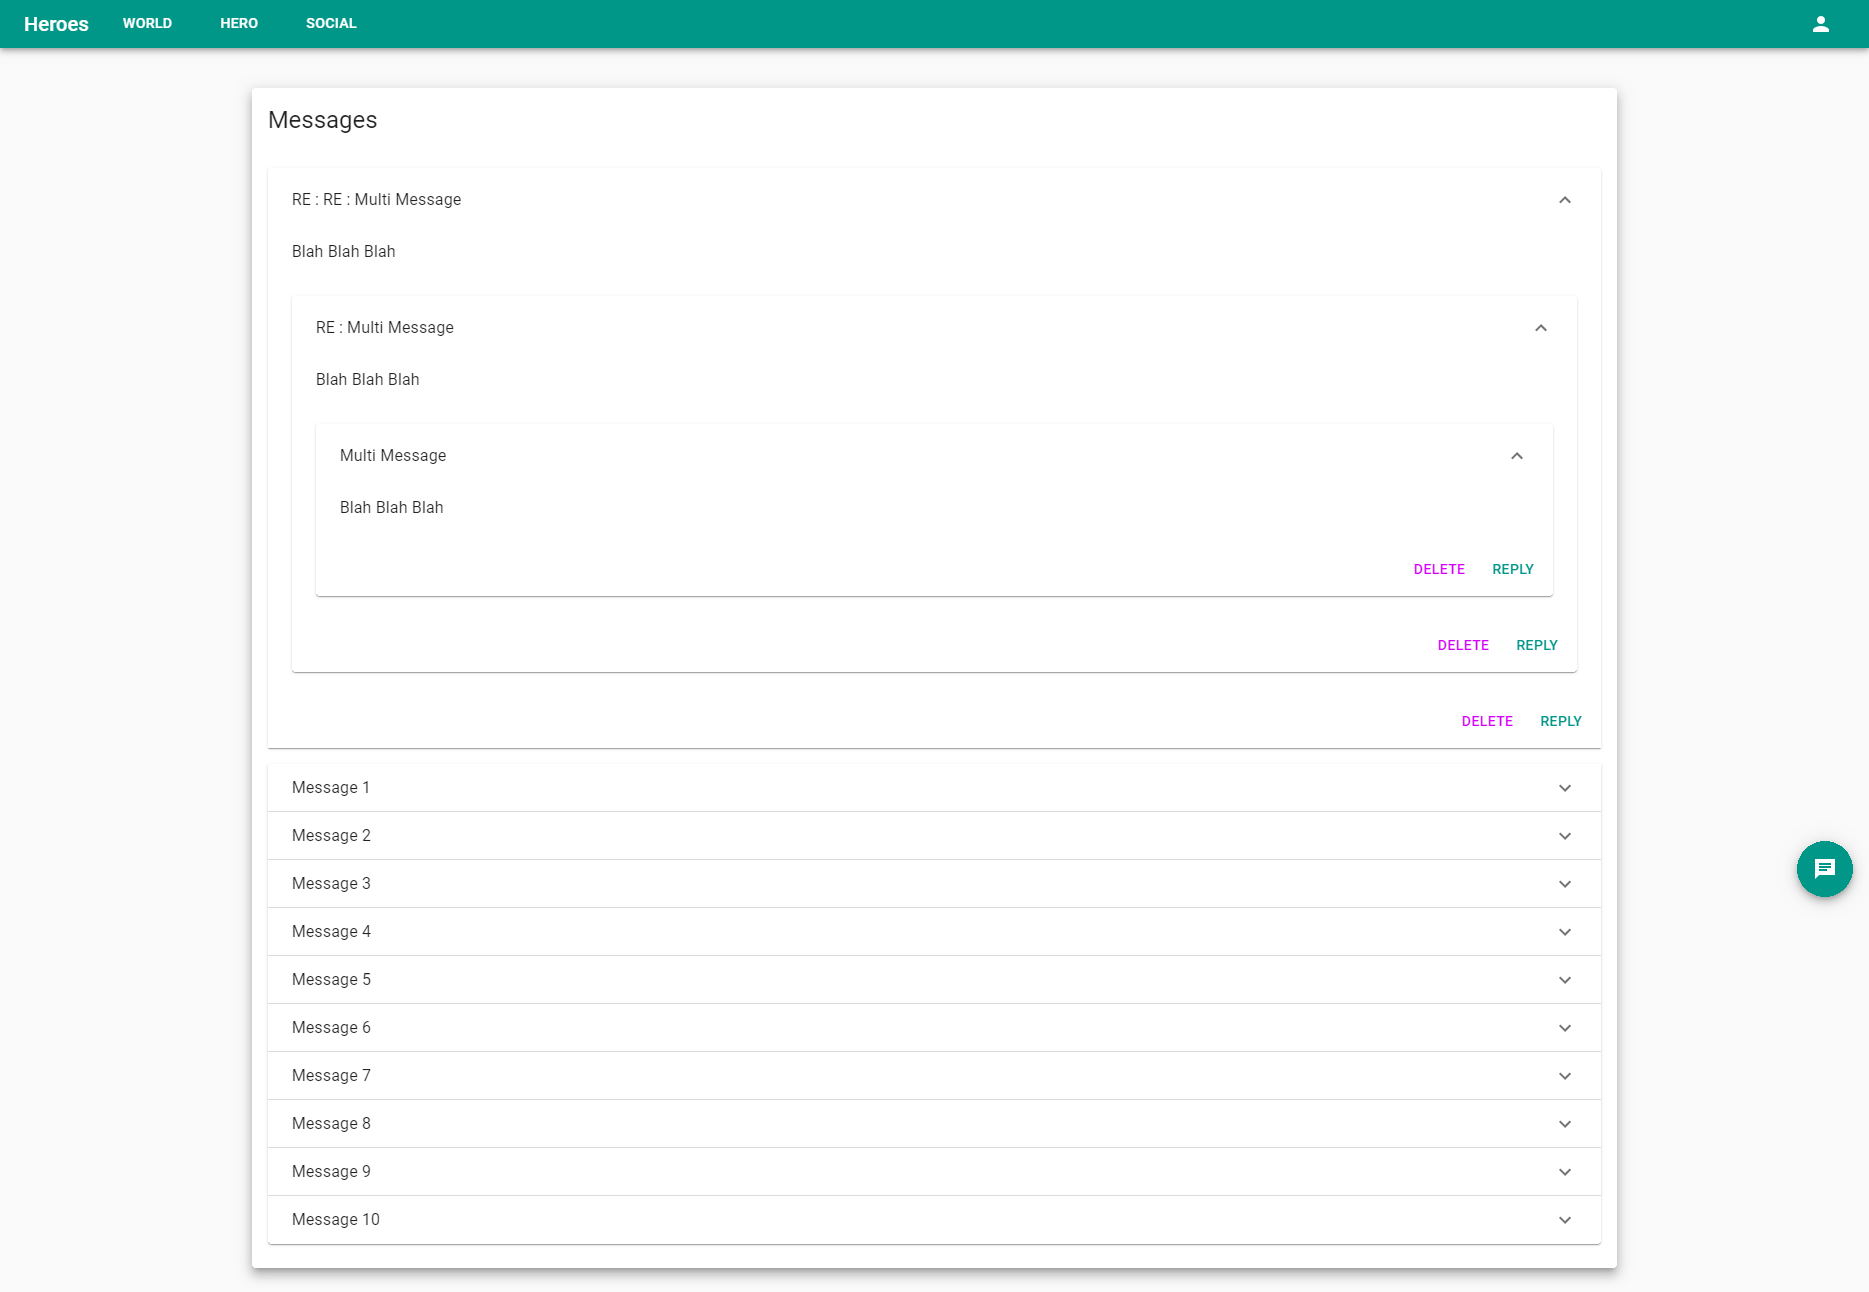 Heroes WORLD HERO SOCIAL
Messages
RE : RE : Multi Message
Blah Blah Blah
RE : Multi Message
Blah Blah Blah
Multi Message
Blah Blah Blah
DELETE REPLY
DELETE REPLY
DELETE REPLY
Message 1
Message 2
Message 3
Message 4
Message 5
Message 6
Message 7
Message 8
Message 9
Message 10